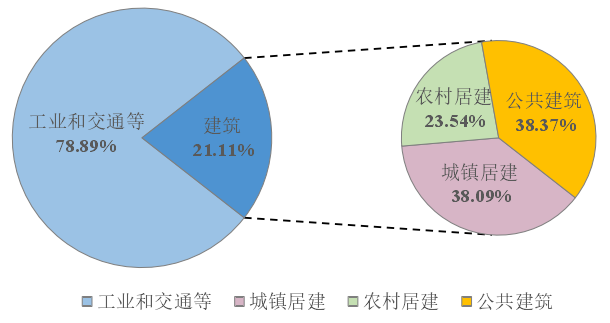 工业和交通等
78.89%
建筑
21.11%
农村居建
23.54%
公共建筑
38.37%
城镇居建
38.09%
工业和交通等 城镇居建 农村居建 公共建筑